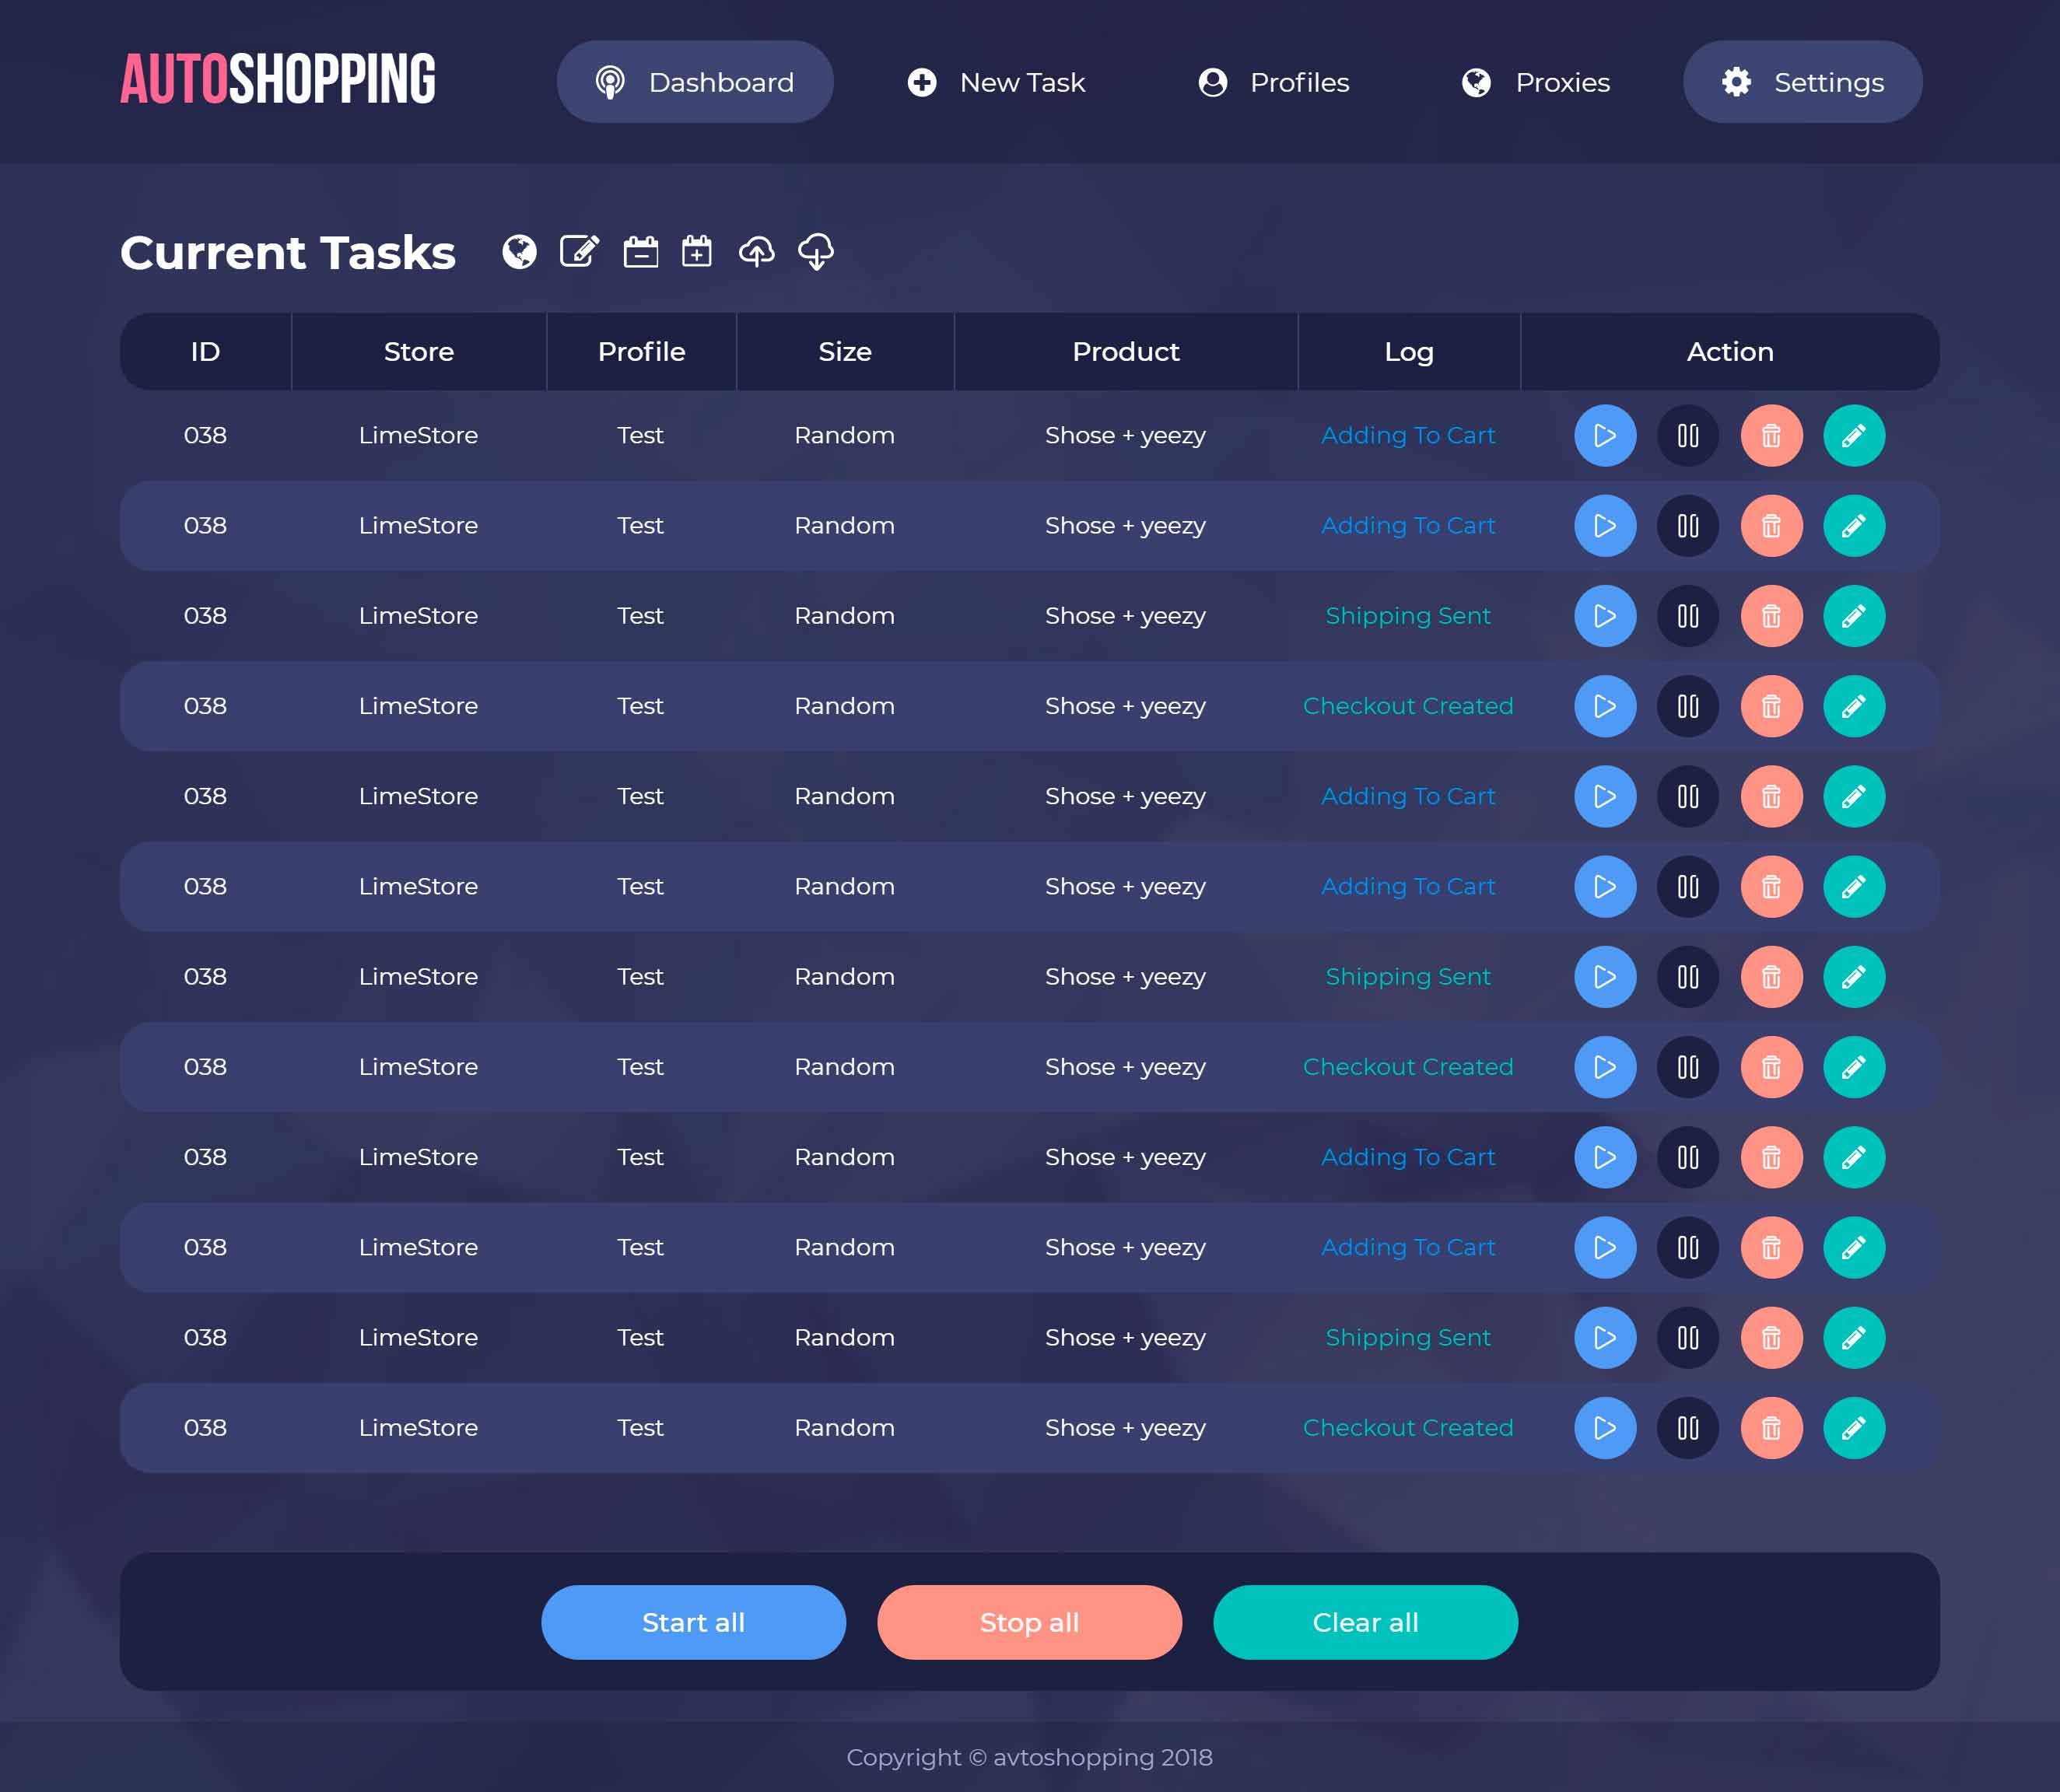 AUTOSHOPPING Dashboard New Task Profiles Proxies Settings
Current Tasks
ID Store Profile Size Product Log Action
038 LimeStore Test Random Shose + yeezy Adding To Cart
038 LimeStore Test Random Shose + yeezy Adding To Cart
038 LimeStore Test Random Shose + yeezy Shipping Sent
038 LimeStore Test Random Shose + yeezy Checkout Created
038 LimeStore Test Random Shose + yeezy Adding To Cart
038 LimeStore Test Random Shose + yeezy Adding To Cart
038 LimeStore Test Random Shose + yeezy Shipping Sent
038 LimeStore Test Random Shose + yeezy Checkout Created
038 LimeStore Test Random Shose + yeezy Adding To Cart
038 LimeStore Test Random Shose + yeezy Adding To Cart
038 LimeStore Test Random Shose + yeezy Shipping Sent
038 LimeStore Test Random Shose + yeezy Checkout Created
Start all Stop all Clear all
Copyright © avtoshopping 2018